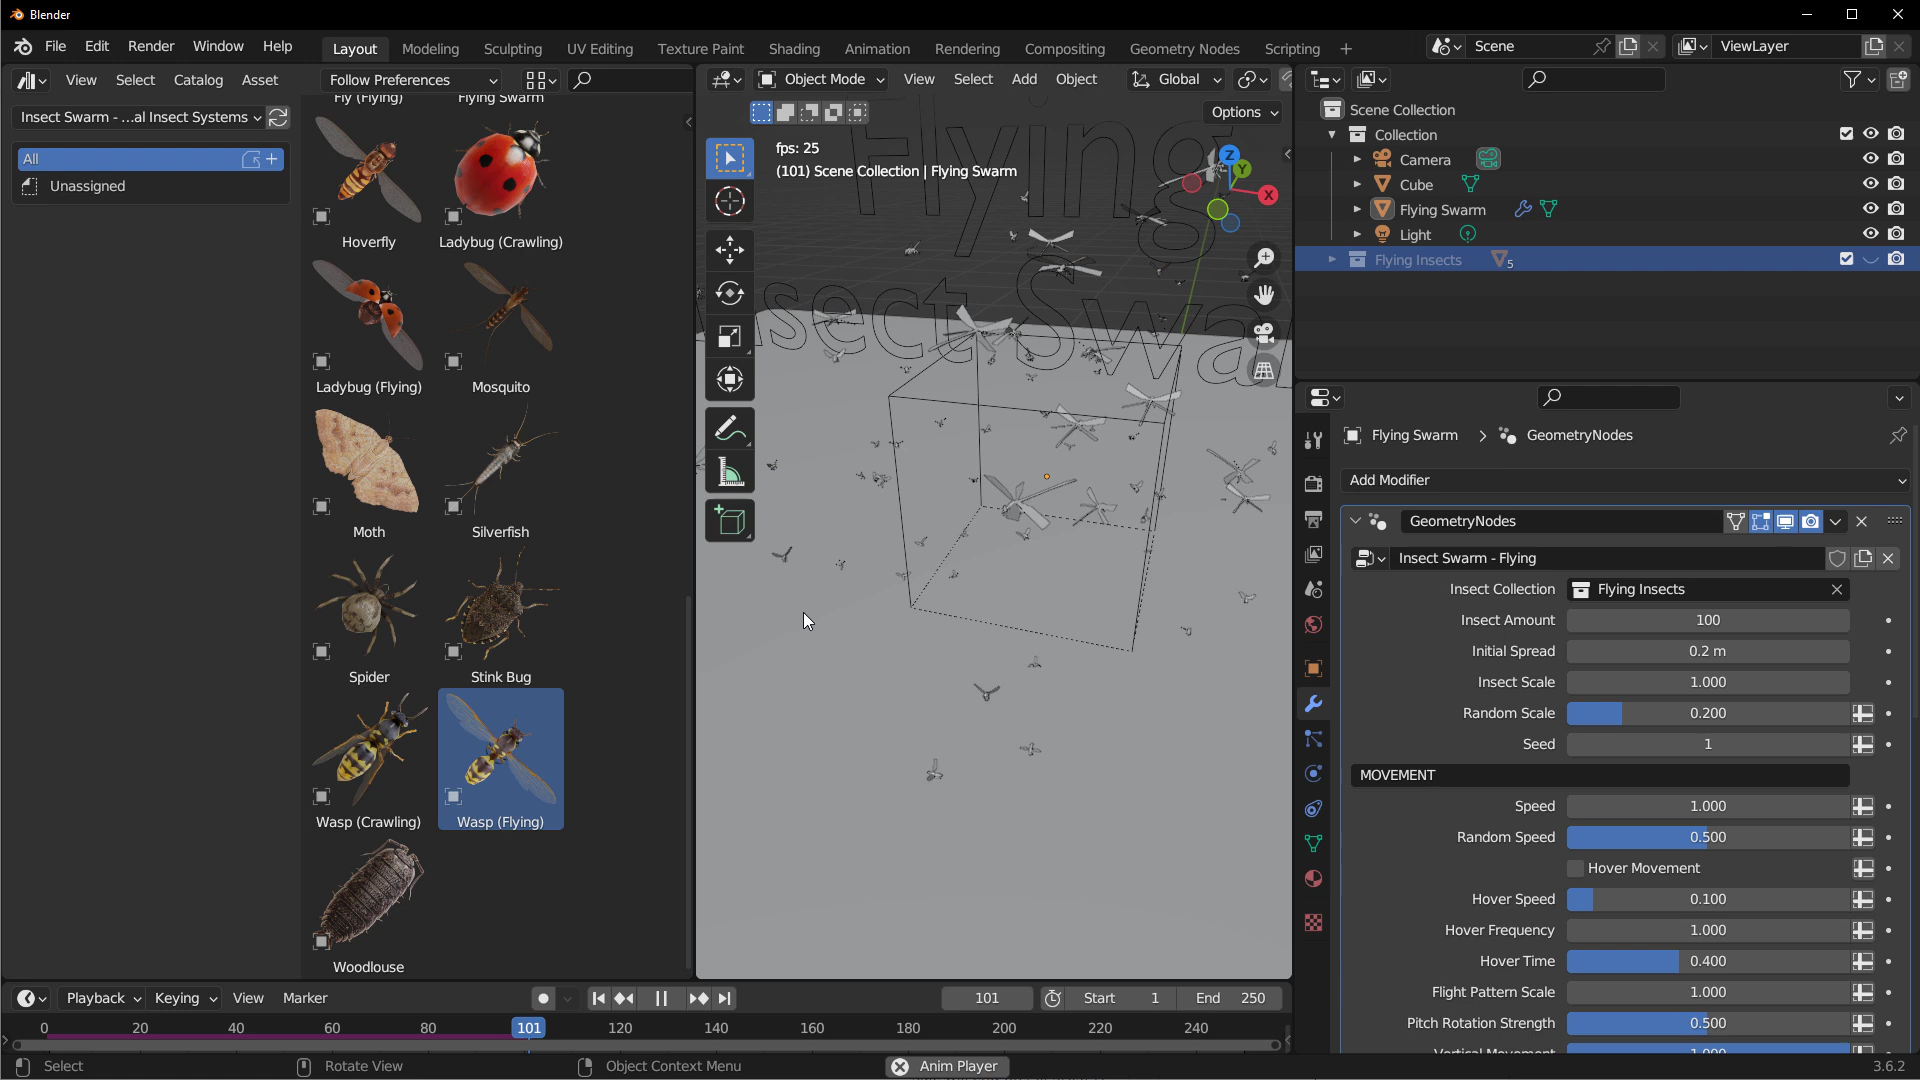 Blender
File Edit Render Window Help
Layout Modeling Sculpting UV Editing Texture Paint Shading Animation Rendering Compositing Geometry Nodes Scripting
Scene
ViewLayer
View Select Catalog Asset
Follow Preferences
Insect Swarm - ...al Insect Systems
All
Unassigned
Fly (Flying) Flying Swarm
Hoverfly Ladybug (Crawling)
Ladybug (Flying) Mosquito
Moth Silverfish
Spider Stink Bug
Wasp (Crawling) Wasp (Flying)
Woodlouse
Object Mode View Select Add Object Global
Options
fps: 25
(101) Scene Collection | Flying Swarm
Z
Y
X
Flying
Insect Swar
Scene Collection
Collection
Camera
Cube
Flying Swarm
Light
Flying Insects 5
Flying Swarm > GeometryNodes
Add Modifier
GeometryNodes
Insect Swarm - Flying
Insect Collection Flying Insects
Insect Amount 100
Initial Spread 0.2 m
Insect Scale 1.000
Random Scale 0.200
Seed 1
MOVEMENT
Speed 1.000
Random Speed 0.500
Hover Movement
Hover Speed 0.100
Hover Frequency 1.000
Hover Time 0.400
Flight Pattern Scale 1.000
Pitch Rotation Strength 0.500
Vertical Movement 1.000
Playback Keying View Marker
101
Start 1
End 250
0 20 40 60 80 101 120 140 160 180 200 220 240
Select Rotate View Object Context Menu Anim Player 3.6.2